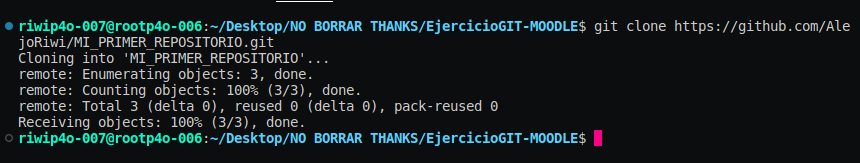 riwip4o-007@rootp4o-006:~/Desktop/NO BORRAR THANKS/EjercicioGIT-MOODLE$ git clone https://github.com/Ale
joRiwi/MI_PRIMER_REPOSITORIO.git
Cloning into 'MI_PRIMER_REPOSITORIO'...
remote: Enumerating objects: 3, done.
remote: Counting objects: 100% (3/3), done.
remote: Total 3 (delta 0), reused 0 (delta 0), pack-reused 0
Receiving objects: 100% (3/3), done.
riwip4o-007@rootp4o-006:~/Desktop/NO BORRAR THANKS/EjercicioGIT-MOODLE$